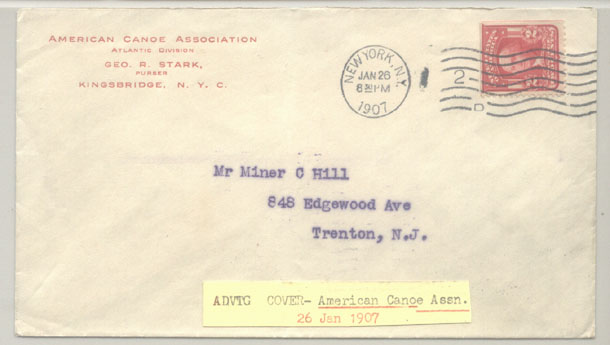 AMERICAN CANOE ASSOCIATION
ATLANTIC DIVISION
GEO. R. STARK,
PURSER
KINGSBRIDGE, N. Y. C.
NEW YORK, N.Y.
JAN 26
1907
2
D
Mr Miner C Hill
848 Edgewood Ave
Trenton, N.J.
ADVTG COVER- American Canoe Assn.
26 Jan 1907